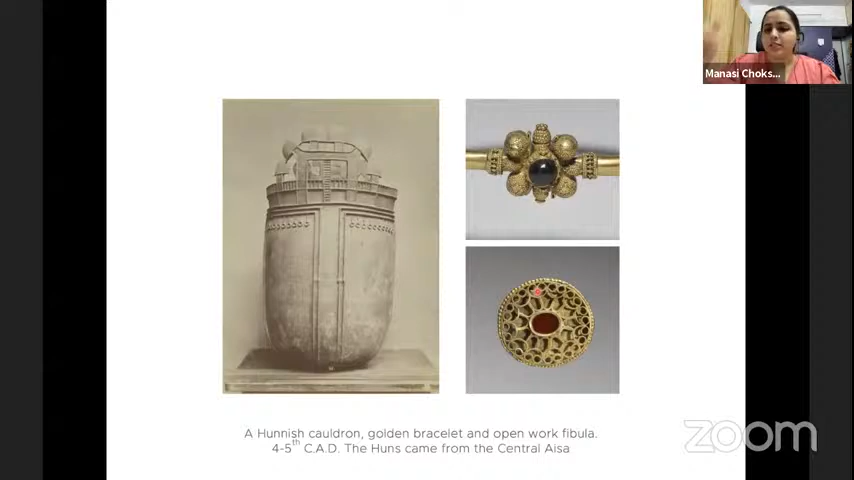 Manasi Choks...
A Hunnish cauldron, golden bracelet and open work fibula.
4-5th C.A.D. The Huns came from the Central Aisa
zoom